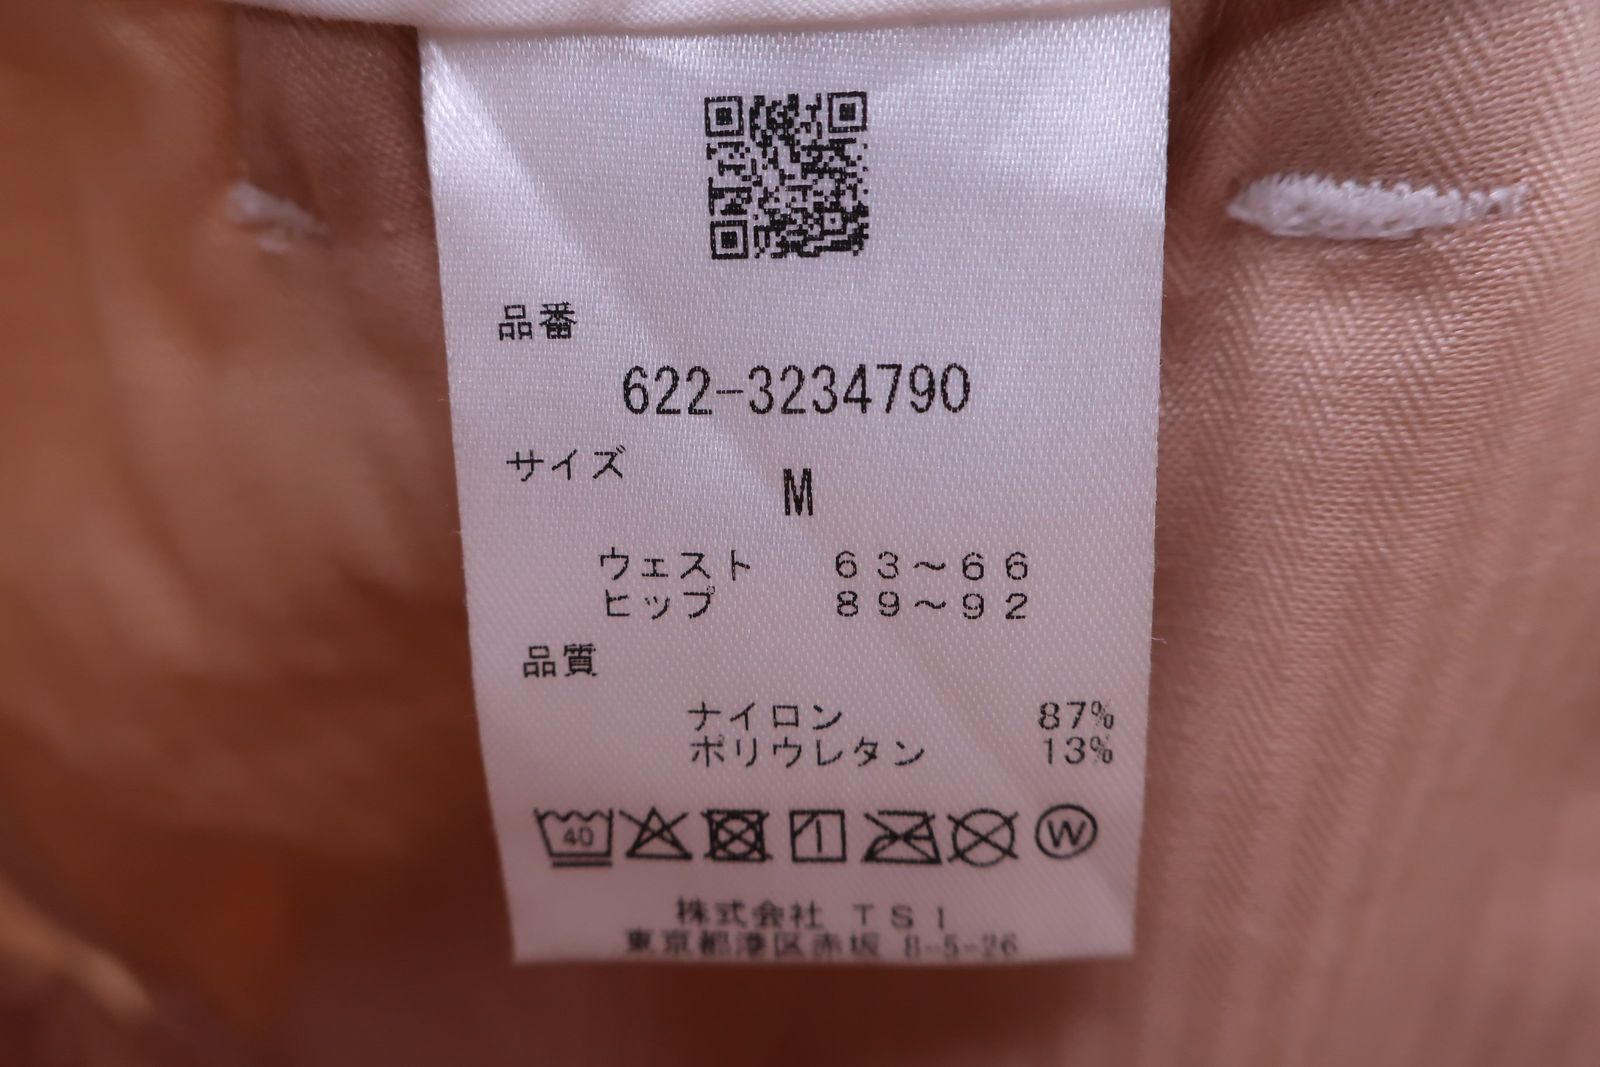 品番
622-3234790
サイズ
M
ウェスト 63〜66
ヒップ 89〜92
品質
ナイロン 87%
ポリウレタン 13%
40
W
株式会社 TSI
東京都港区赤坂 8-5-26